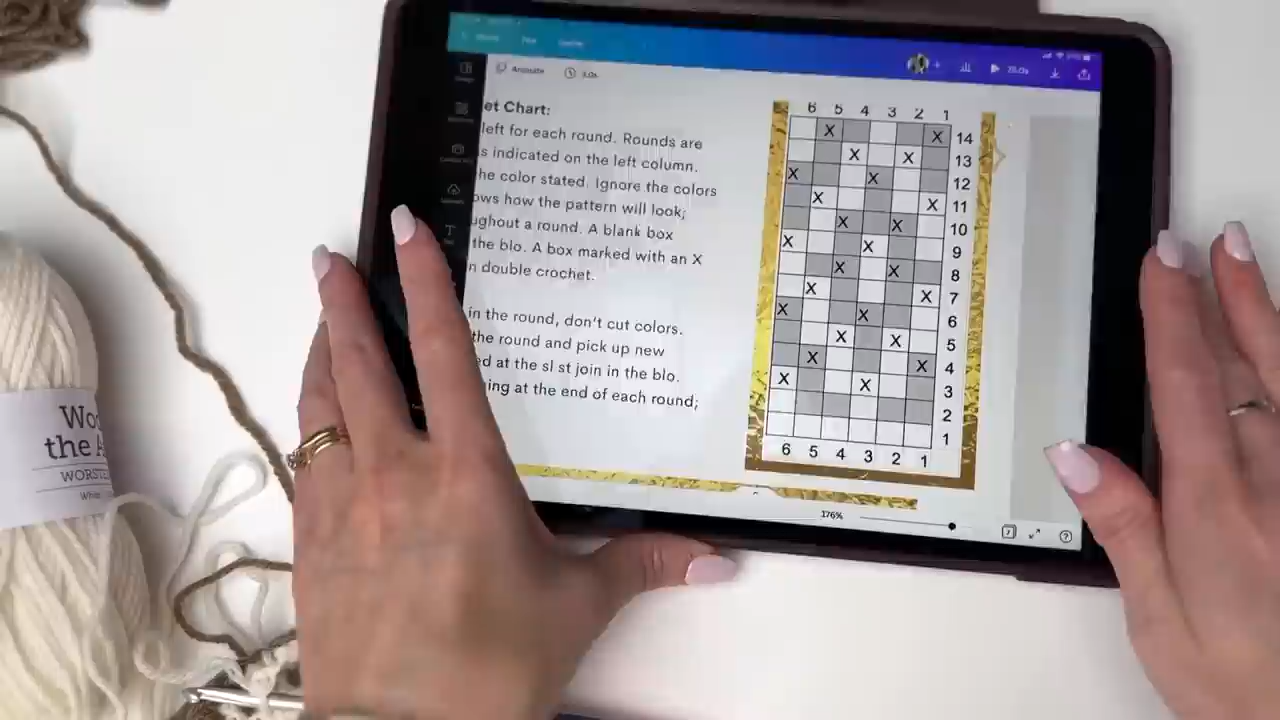 Animate 3.0s
et Chart:
left for each round. Rounds are
s indicated on the left column.
he color stated. Ignore the colors
ows how the pattern will look;
ughout a round. A blank box
the blo. A box marked with an X
n double crochet.
in the round, don't cut colors.
the round and pick up new
ed at the sl st join in the blo.
ning at the end of each round;
6 5 4 3 2 1
X X 14
X X 13
X X 12
X X 11
X X 10
X X 9
X X 8
X X 7
X X 6
X X 5
X X 4
X X 3
2
1
6 5 4 3 2 1
176%
?
the
WORSTE